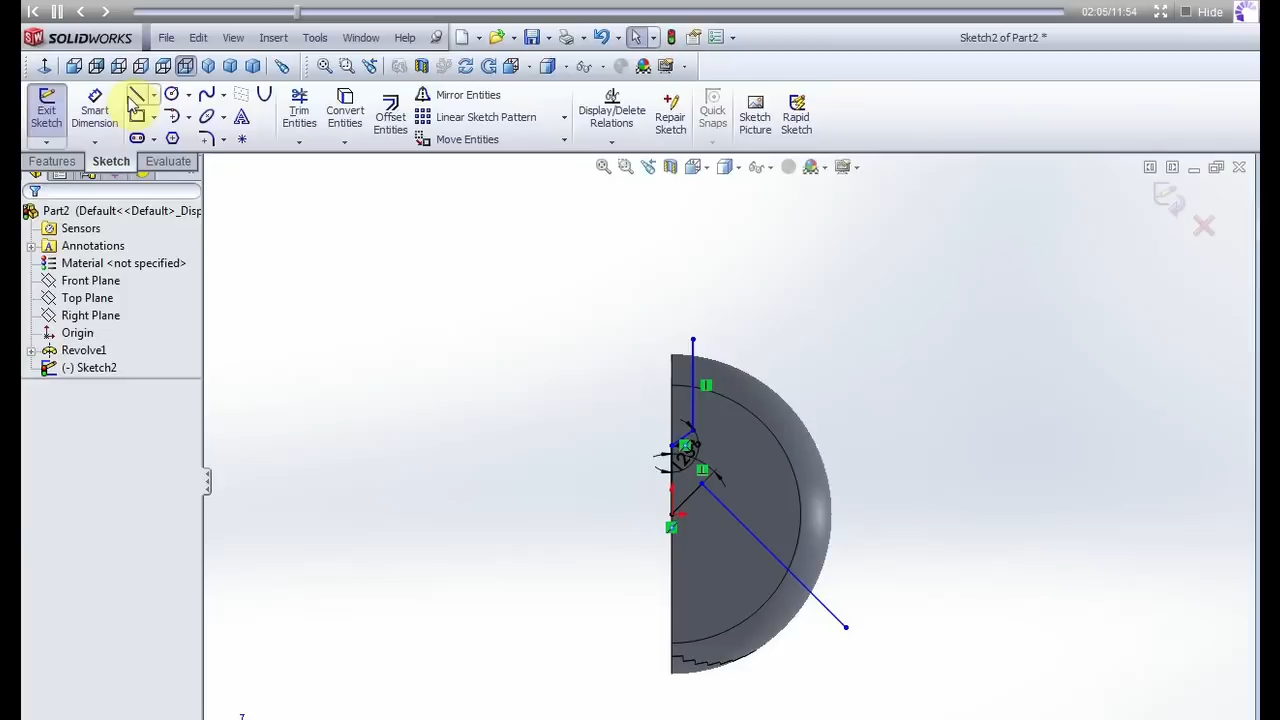 02:05/11:54
Hide
SOLIDWORKS
File Edit View Insert Tools Window Help
Sketch2 of Part2 *
Exit Sketch
Smart Dimension
Trim Entities
Convert Entities
Offset Entities
Mirror Entities
Linear Sketch Pattern
Move Entities
Display/Delete Relations
Repair Sketch
Quick Snaps
Sketch Picture
Rapid Sketch
Features Sketch Evaluate
Part2 (Default<<Default>_Disp
Sensors
Annotations
Material <not specified>
Front Plane
Top Plane
Right Plane
Origin
Revolve1
(-) Sketch2